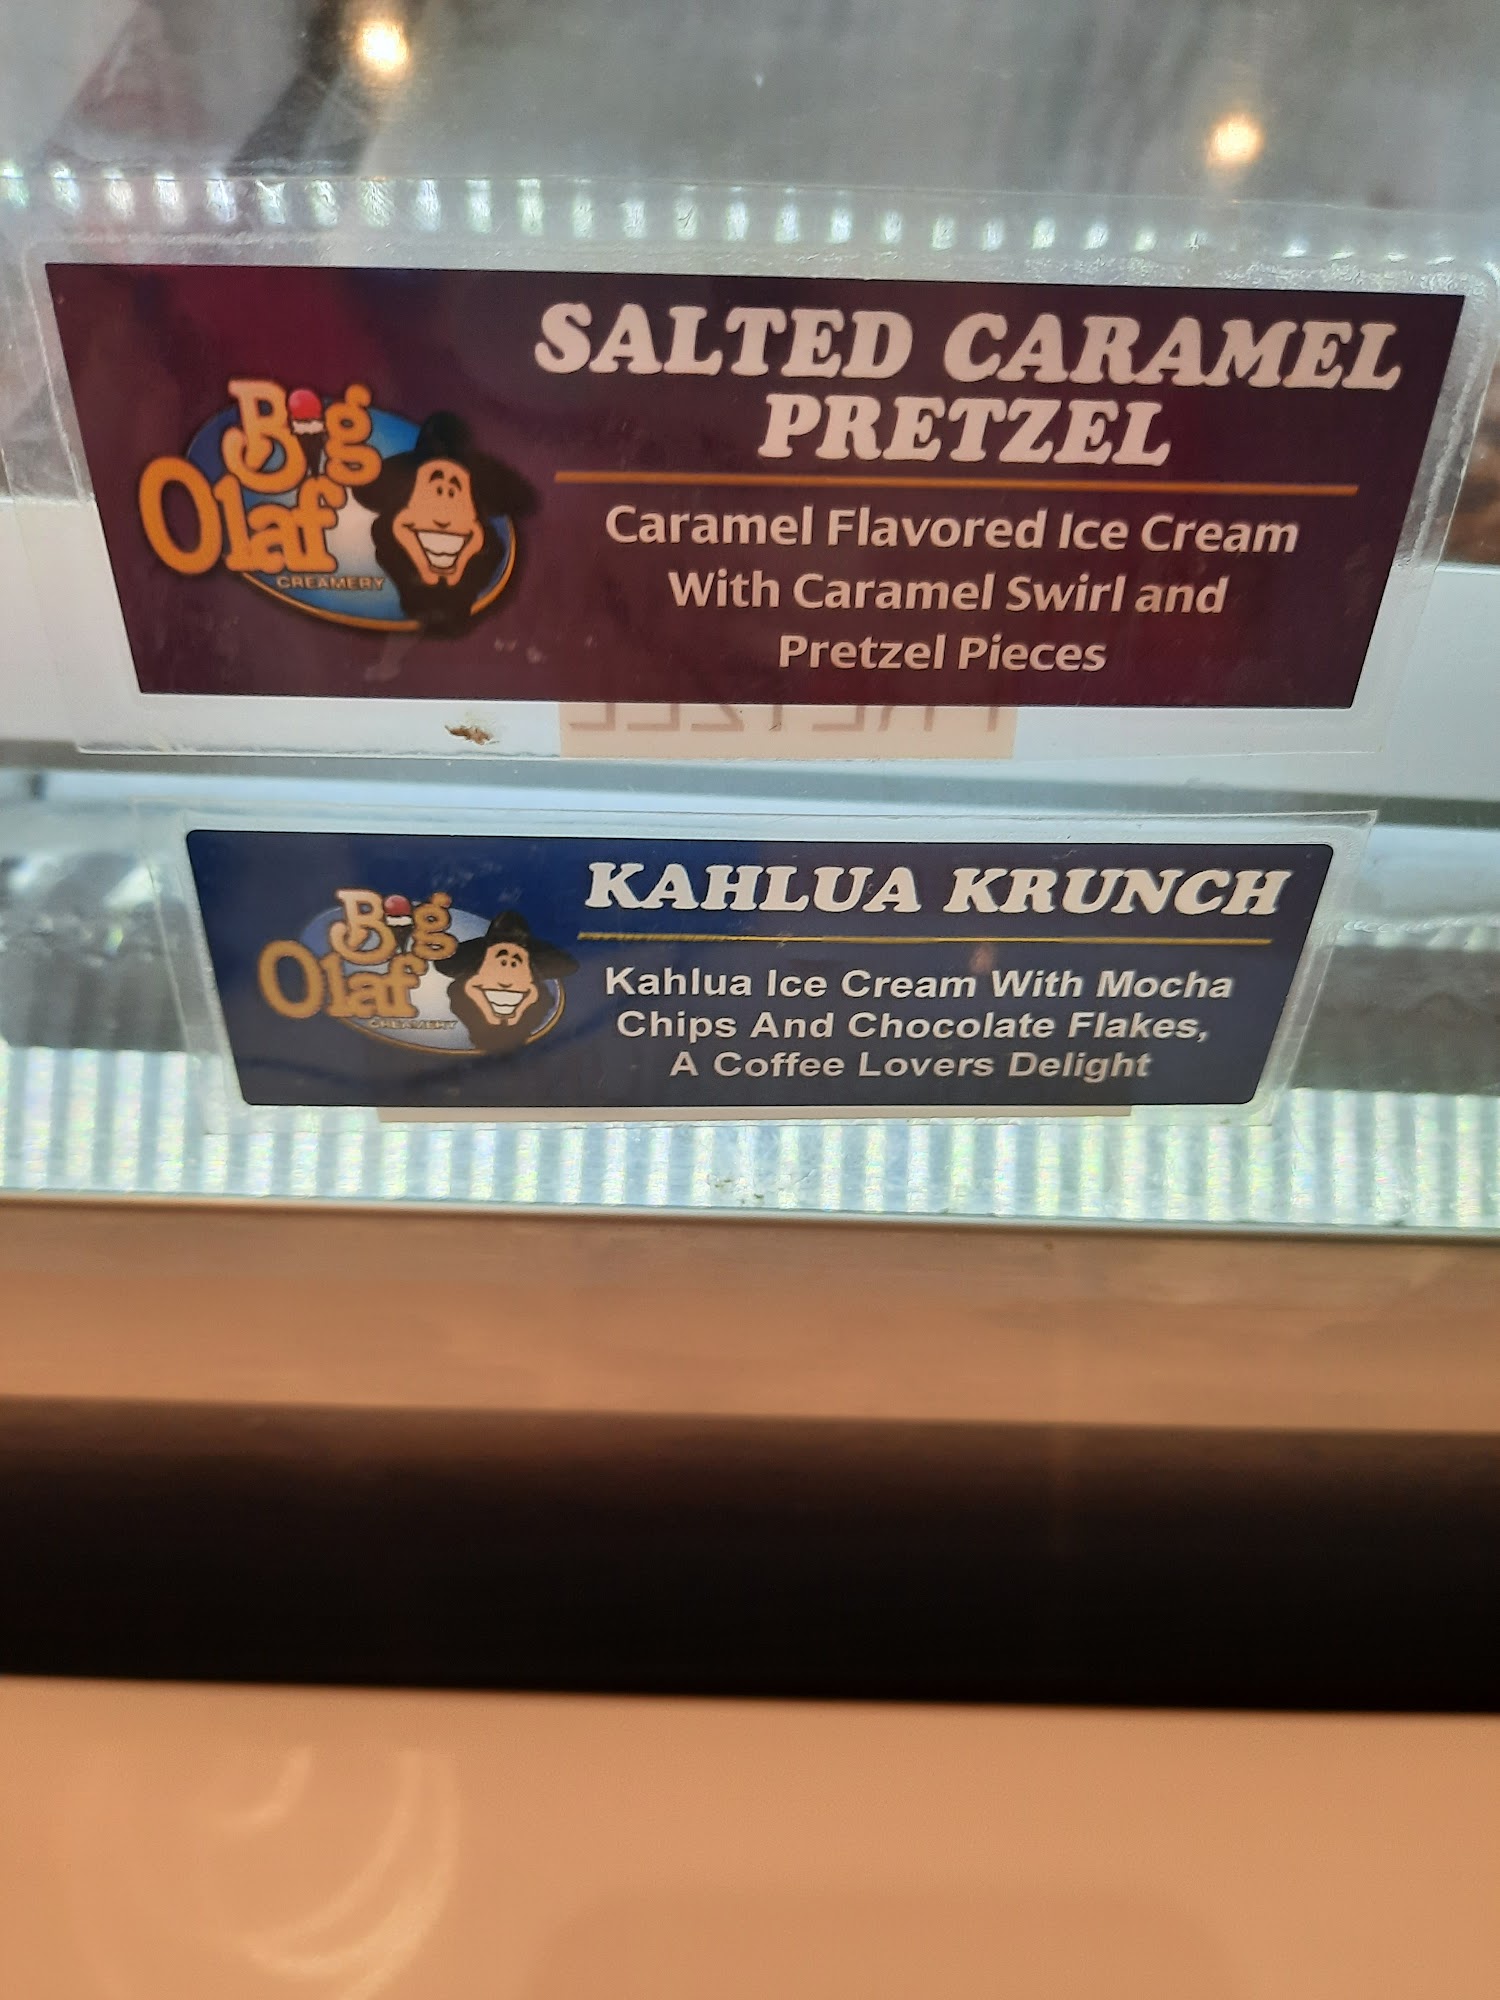 Big
Olaf
CREAMERY
SALTED CARAMEL
PRETZEL
Caramel Flavored Ice Cream
With Caramel Swirl and
Pretzel Pieces
Big
Olaf
CREAMERY
KAHLUA KRUNCH
Kahlua Ice Cream With Mocha
Chips And Chocolate Flakes,
A Coffee Lovers Delight